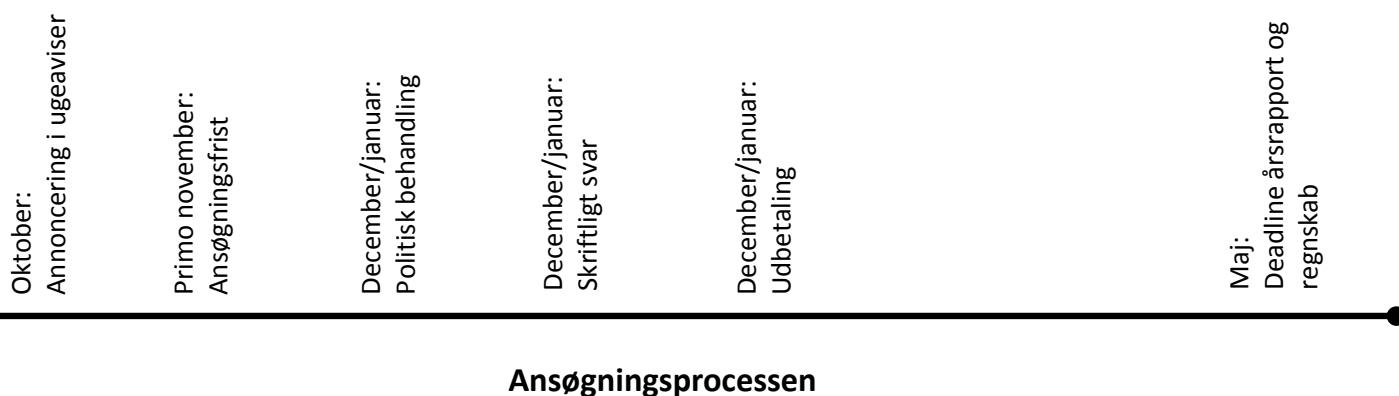 Oktober:
Annoncering i ugeaviser
Primo november:
Ansøgningsfrist
December/januar:
Politisk behandling
December/januar:
Skriftligt svar
December/januar:
Udbetaling
Maj:
Deadline årsrapport og
regnskab
Ansøgningsprocessen